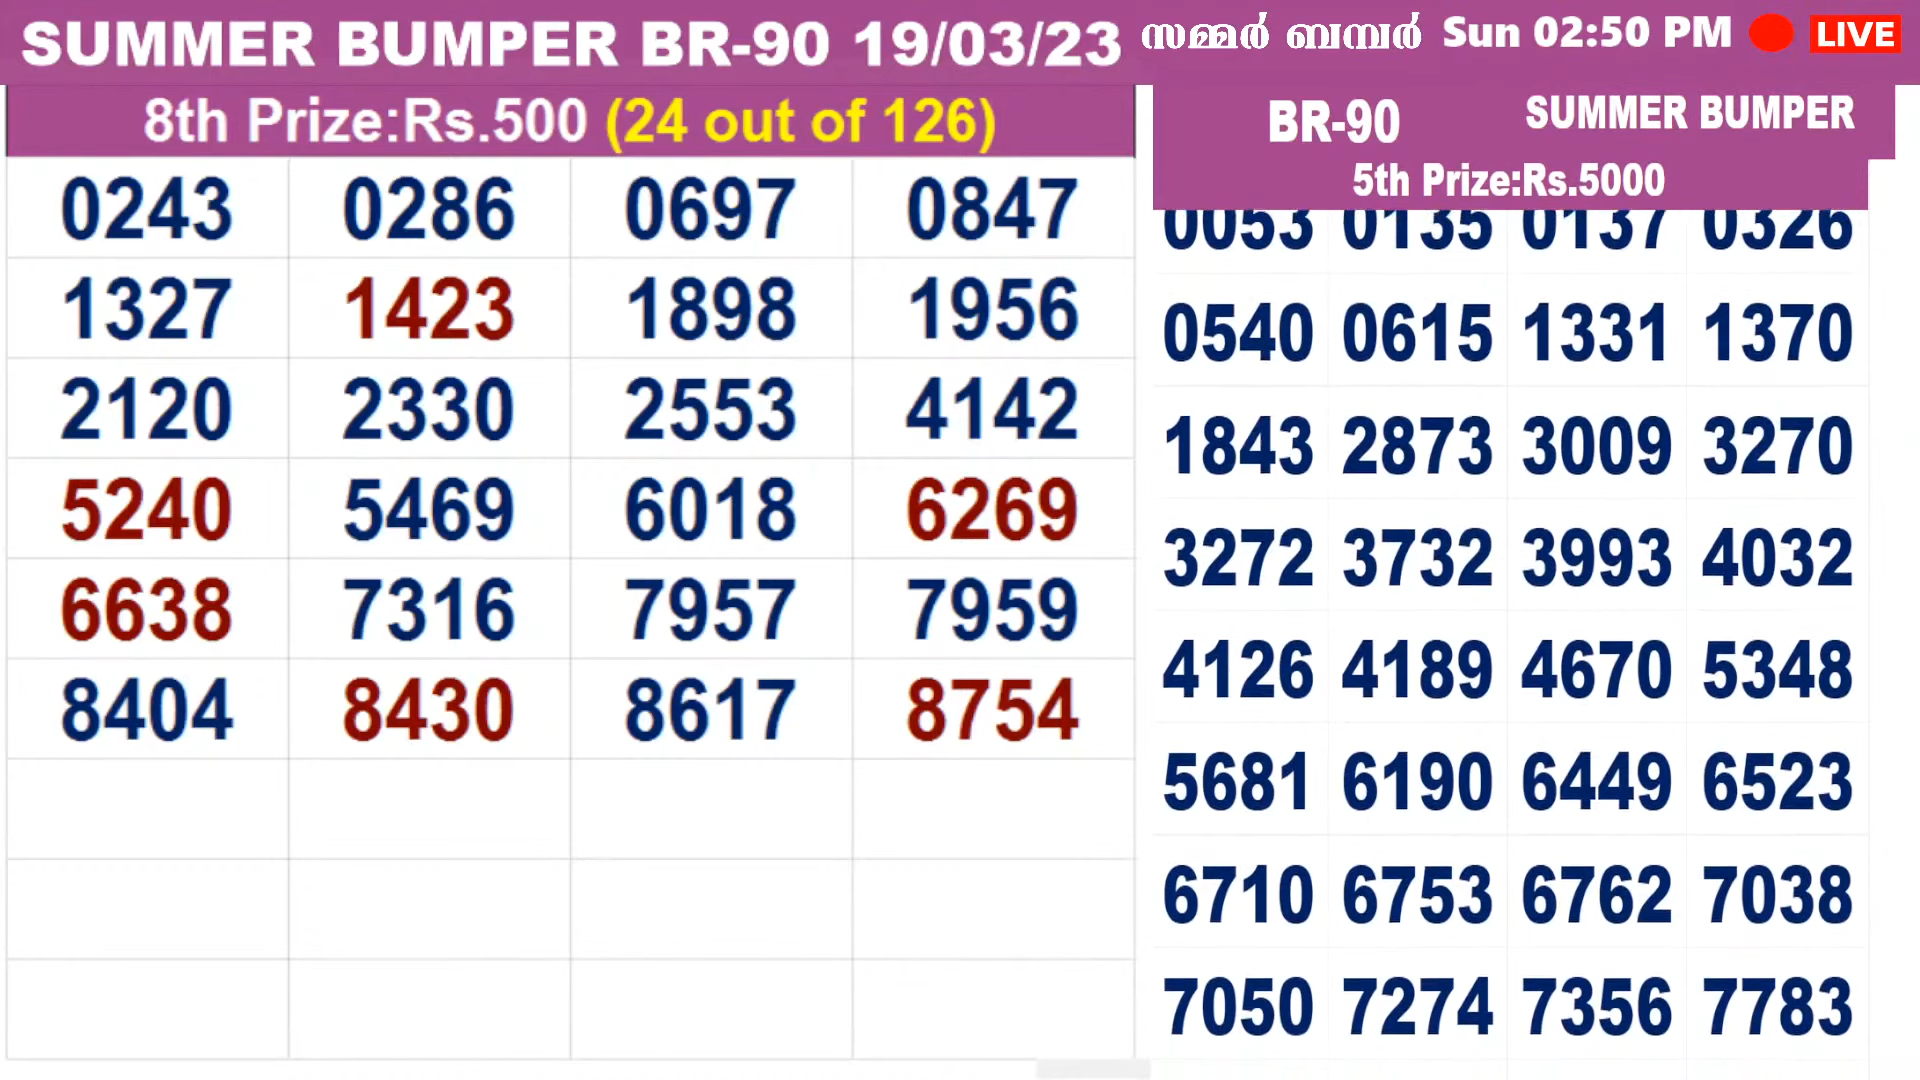 SUMMER BUMPER BR-90 19/03/23 സമ്മർ ബമ്പർ Sun 02:50 PM LIVE
8th Prize:Rs.500 (24 out of 126)
0243 0286 0697 0847
1327 1423 1898 1956
2120 2330 2553 4142
5240 5469 6018 6269
6638 7316 7957 7959
8404 8430 8617 8754
BR-90 SUMMER BUMPER
5th Prize:Rs.5000
0053 0135 0137 0326
0540 0615 1331 1370
1843 2873 3009 3270
3272 3732 3993 4032
4126 4189 4670 5348
5681 6190 6449 6523
6710 6753 6762 7038
7050 7274 7356 7783